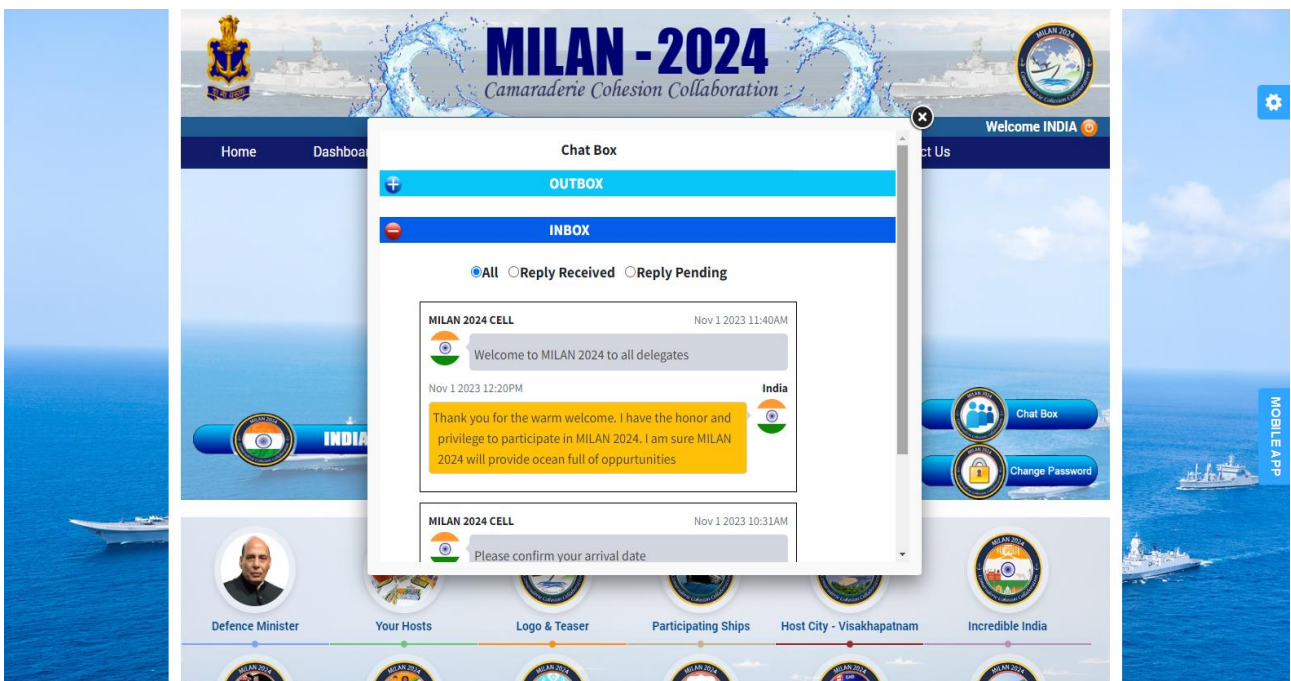 MILAN - 2024
Camaraderie Cohesion Collaboration
MILAN 2024
Welcome INDIA
Home
ct Us
Chat Box
OUTBOX
INBOX
All Reply Received Reply Pending
MILAN 2024 CELL Nov 1 2023 11:40AM
Welcome to MILAN 2024 to all delegates
Nov 1 2023 12:20PM India
Thank you for the warm welcome. I have the honor and
privilege to participate in MILAN 2024. I am sure MILAN
2024 will provide ocean full of oppurtunities
MILAN 2024 CELL Nov 1 2023 10:31AM
Please confirm your arrival date
INDIA
Chat Box
Change Password
MOBILE APP
Defence Minister
Your Hosts
Logo & Teaser
Participating Ships
Host City - Visakhapatnam
Incredible India